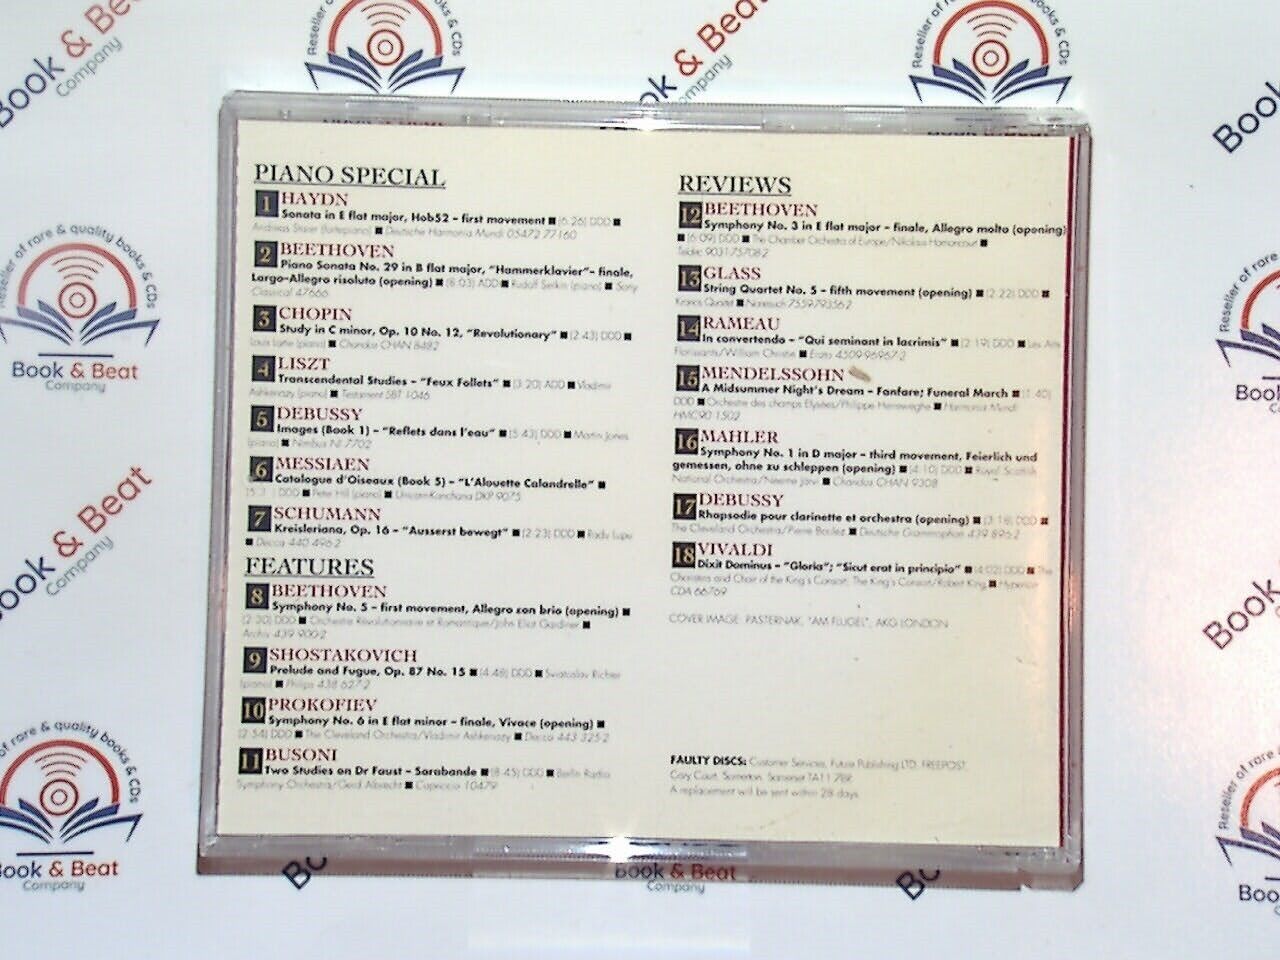 PIANO SPECIAL
1 HAYDN
Sonata in E flat major, Hob52 – first movement ■ (6:26) DDD ■
Andreas Staier (fortepiano) ■ Deutsche Harmonia Mundi 05472 77160
2 BEETHOVEN
Piano Sonata No. 29 in B flat major, "Hammerklavier"– finale,
Largo–Allegro risoluto (opening) ■ (8:03) ADD ■ Rudolf Serkin (piano) ■ Sony
Classical 47666
3 CHOPIN
Study in C minor, Op. 10 No. 12, "Revolutionary" ■ (2:43) DDD ■
Louis Lortie (piano) ■ Chandos CHAN 8482
4 LISZT
Transcendental Studies – "Feux Follets" ■ (3:20) ADD ■ Vladimir
Ashkenazy (piano) ■ Testament SBT 1046
5 DEBUSSY
Images (Book 1) – "Reflets dans l'eau" ■ (5:43) DDD ■ Martin Jones
(piano) ■ Nimbus NI 7702
6 MESSIAEN
Catalogue d'Oiseaux (Book 5) – "L'Alouette Calandrelle" ■
DDD ■ Peter Hill (piano) ■ Unicorn-Kanchana DKP 9075
7 SCHUMANN
Kreisleriana, Op. 16 – "Ausserst bewegt" ■ (2:23) DDD ■ Radu Lupu
■ Decca 440 496-2
FEATURES
8 BEETHOVEN
Symphony No. 5 – first movement, Allegro con brio (opening) ■
(2:30) DDD ■ Orchestre Révolutionnaire et Romantique/John Eliot Gardiner ■
Archiv 439 900-2
9 SHOSTAKOVICH
Prelude and Fugue, Op. 87 No. 15 ■ (4:48) DDD ■ Sviatoslav Richter
(piano) ■ Philips 438 627-2
10 PROKOFIEV
Symphony No. 6 in E flat minor – finale, Vivace (opening) ■
(2:54) DDD ■ The Cleveland Orchestra/Vladimir Ashkenazy ■ Decca 443 325-2
11 BUSONI
Two Studies on Dr Faust – Sarabande ■ (8:45) DDD ■ Berlin Radio
Symphony Orchestra/Gerd Albrecht ■ Capriccio 10479
REVIEWS
12 BEETHOVEN
Symphony No. 3 in E flat major – finale, Allegro molto (opening)
■ (6:09) DDD ■ The Chamber Orchestra of Europe/Nikolaus Harnoncourt ■
Teldec 9031-75708-2
13 GLASS
String Quartet No. 5 – fifth movement (opening) ■ (2:22) DDD ■
Kronos Quartet ■ Nonesuch 7559-79356-2
14 RAMEAU
In convertendo – "Qui seminant in lacrimis" ■ (2:19) DDD ■ Les Arts
Florissants/William Christie ■ Erato 4509-96967-2
15 MENDELSSOHN
A Midsummer Night's Dream – Fanfare; Funeral March ■ (1:40)
DDD ■ Orchestre des champs Elysées/Philippe Herreweghe ■ Harmonia Mundi
HMC90 1502
16 MAHLER
Symphony No. 1 in D major – third movement, Feierlich und
gemessen, ohne zu schleppen (opening) ■ (4:10) DDD ■ Royal Scottish
National Orchestra/Neeme Järvi ■ Chandos CHAN 9308
17 DEBUSSY
Rhapsodie pour clarinette et orchestra (opening) ■ (3:18) DDD ■
The Cleveland Orchestra/Pierre Boulez ■ Deutsche Grammophon 439 896-2
18 VIVALDI
Dixit Dominus – "Gloria"; "Sicut erat in principio" ■ (4:02) DDD ■ The
Choristers and Choir of the King's Consort, The King's Consort/Robert King ■ Hyperion
CDA 66769
COVER IMAGE: PASTERNAK, "AM FLUGEL", AKG LONDON
FAULTY DISCS: Customer Services, Future Publishing LTD, FREEPOST,
Cary Court, Somerton, Somerset TA11 7BR.
A replacement will be sent within 28 days.
Reseller of rare & quality books & CDs
Book & Beat
Company